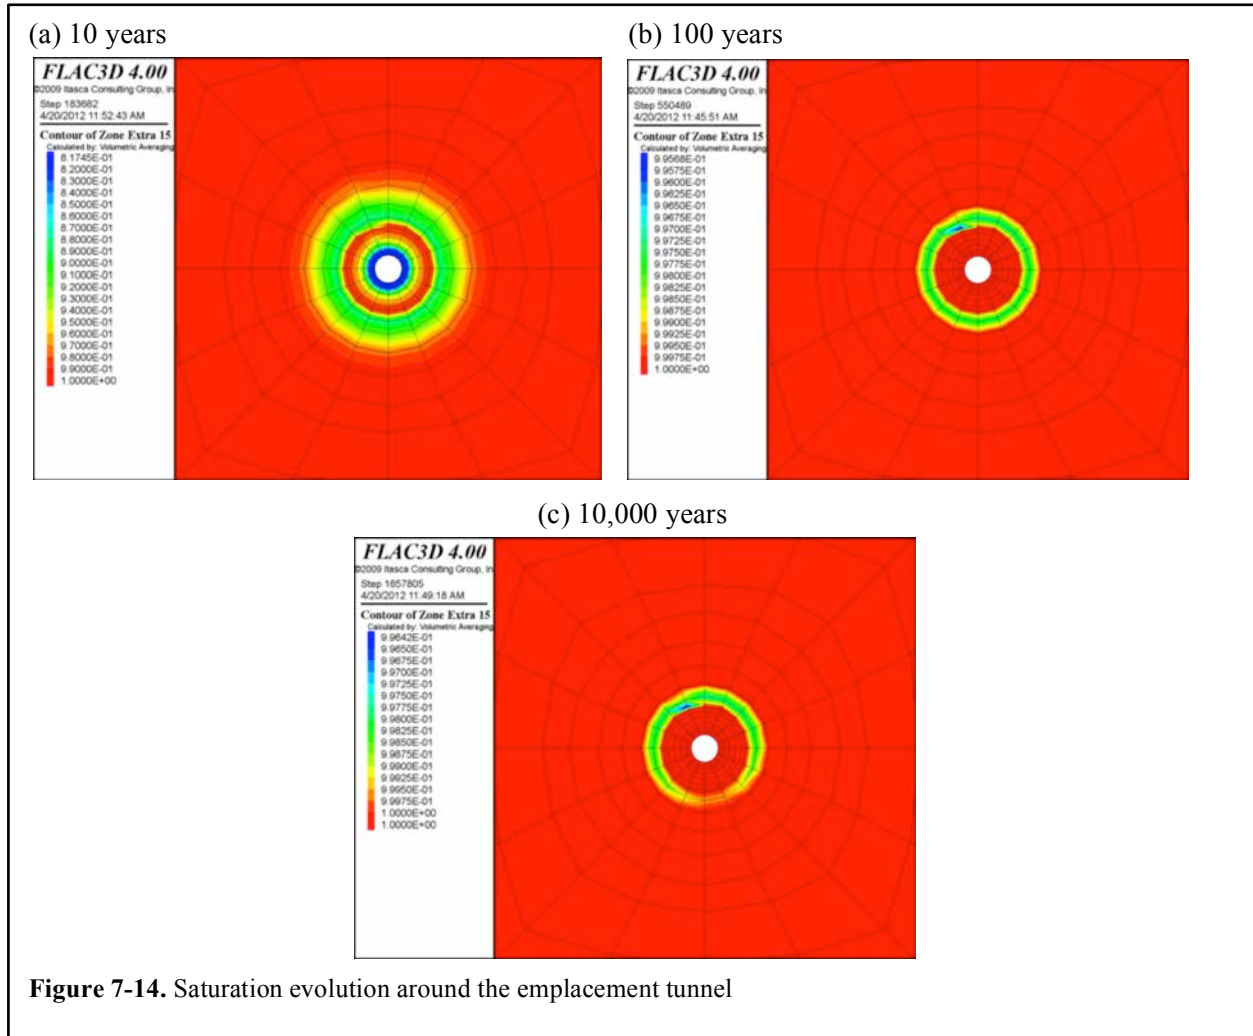 (a) 10 years
FLAC3D 4.00
©2009 Itasca Consulting Group, In
Step 183682
4/20/2012 11:52:43 AM
Contour of Zone Extra 15
Calculated by: Volumetric Averaging
8.1745E-01
8.2000E-01
8.3000E-01
8.4000E-01
8.5000E-01
8.6000E-01
8.7000E-01
8.8000E-01
8.9000E-01
9.0000E-01
9.1000E-01
9.2000E-01
9.3000E-01
9.4000E-01
9.5000E-01
9.6000E-01
9.7000E-01
9.8000E-01
9.9000E-01
1.0000E+00
(b) 100 years
FLAC3D 4.00
©2009 Itasca Consulting Group, In
Step 550489
4/20/2012 11:45:51 AM
Contour of Zone Extra 15
Calculated by: Volumetric Averaging
9.9568E-01
9.9575E-01
9.9600E-01
9.9625E-01
9.9650E-01
9.9675E-01
9.9700E-01
9.9725E-01
9.9750E-01
9.9775E-01
9.9800E-01
9.9825E-01
9.9850E-01
9.9875E-01
9.9900E-01
9.9925E-01
9.9950E-01
9.9975E-01
1.0000E+00
(c) 10,000 years
FLAC3D 4.00
©2009 Itasca Consulting Group, In
Step 1657805
4/20/2012 11:49:18 AM
Contour of Zone Extra 15
Calculated by: Volumetric Averaging
9.9642E-01
9.9650E-01
9.9675E-01
9.9700E-01
9.9725E-01
9.9750E-01
9.9775E-01
9.9800E-01
9.9825E-01
9.9850E-01
9.9875E-01
9.9900E-01
9.9925E-01
9.9950E-01
9.9975E-01
1.0000E+00
1.0000E+00
Figure 7-14. Saturation evolution around the emplacement tunnel